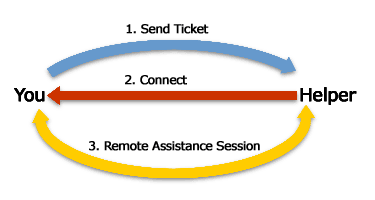 1. Send Ticket
2. Connect
You
Helper
3. Remote Assistance Session